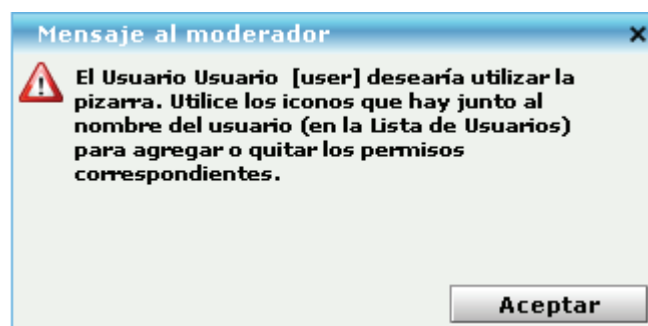 Mensaje al moderador
El Usuario Usuario [user] desearía utilizar la
pizarra. Utilice los iconos que hay junto al
nombre del usuario (en la Lista de Usuarios)
para agregar o quitar los permisos
correspondientes.
Aceptar